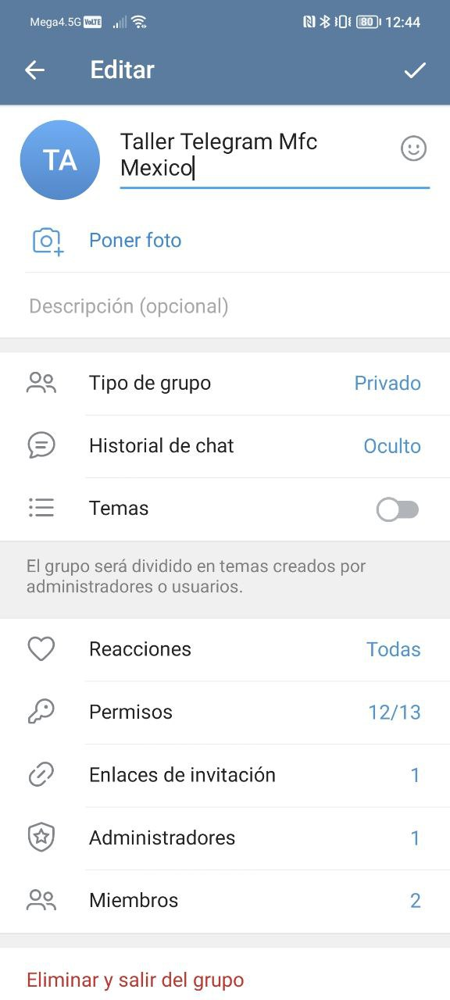 Mega4.5G VoLTE 80 12:44
Editar
TA
Taller Telegram Mfc
Mexico
Poner foto
Descripción (opcional)
Tipo de grupo Privado
Historial de chat Oculto
Temas
El grupo será dividido en temas creados por
administradores o usuarios.
Reacciones Todas
Permisos 12/13
Enlaces de invitación 1
Administradores 1
Miembros 2
Eliminar y salir del grupo